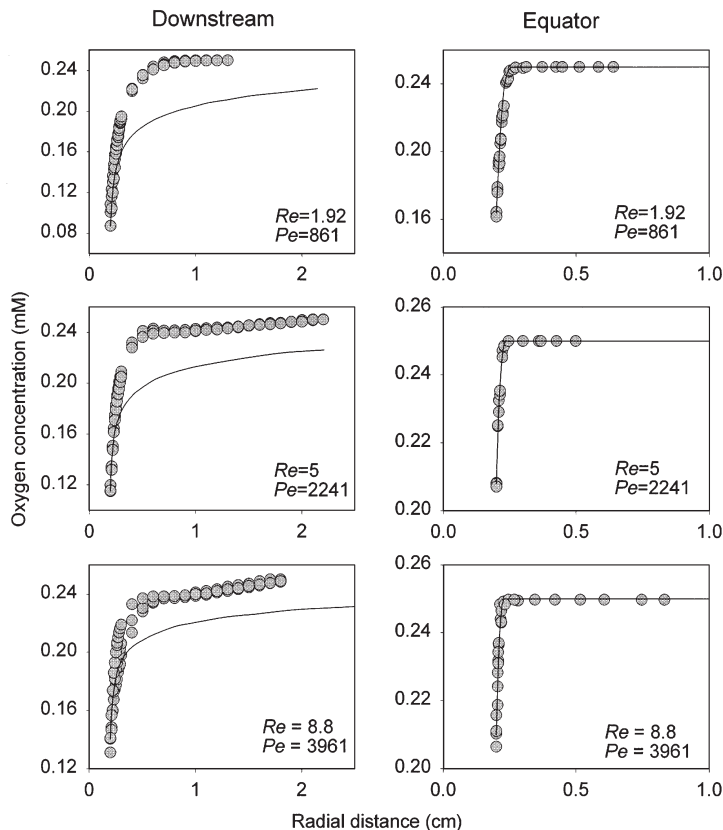 Downstream
Equator
Oxygen concentration (mM)
0.24
0.20
0.16
0.12
0.08
Re=1.92
Pe=861
0
1
2
0.24
0.20
0.16
Re=1.92
Pe=861
0.0
0.5
1.0
0.24
0.20
0.16
0.12
Re=5
Pe=2241
0
1
2
0.26
0.24
0.22
0.20
Re=5
Pe=2241
0.0
0.5
1.0
0.24
0.20
0.16
0.12
Re = 8.8
Pe = 3961
0
1
2
0.26
0.24
0.22
0.20
Re = 8.8
Pe = 3961
0.0
0.5
1.0
Radial distance (cm)